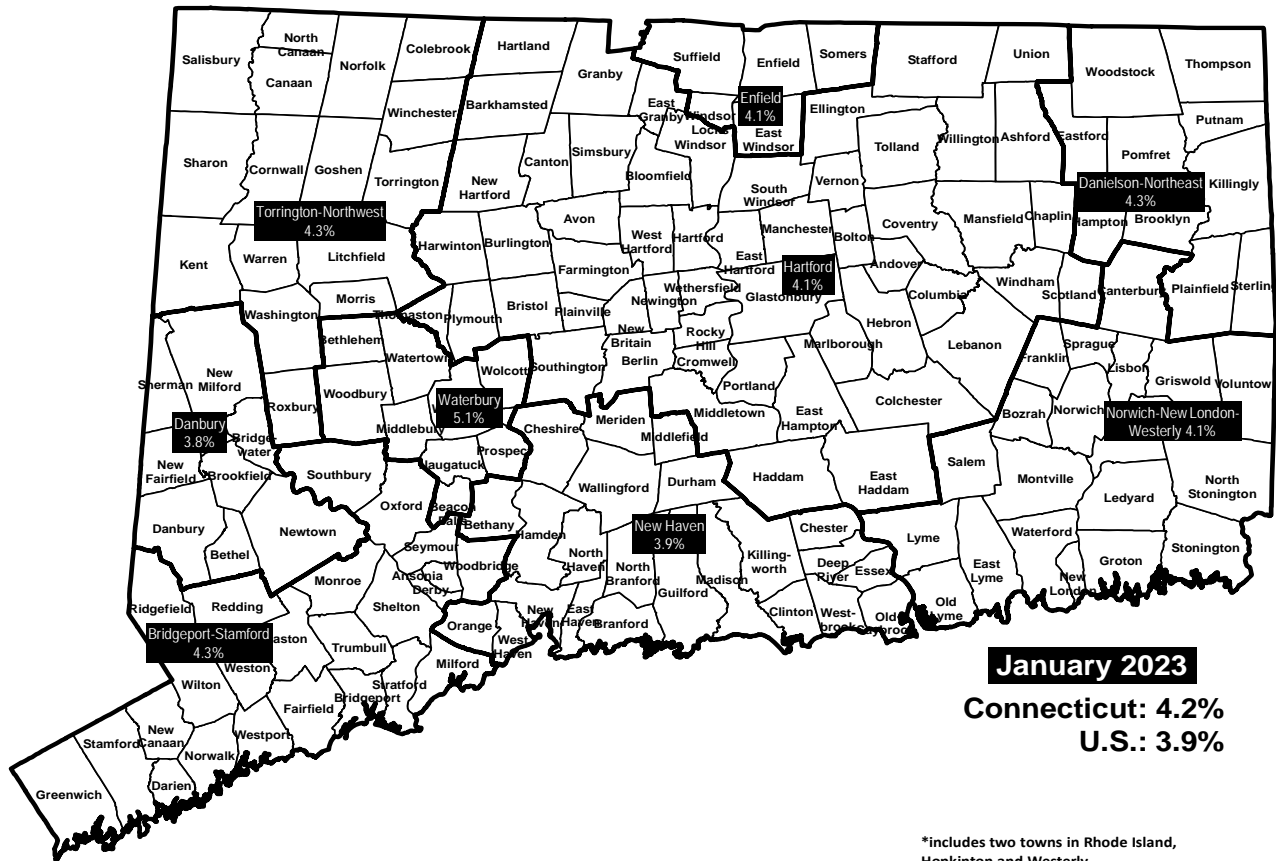 North
Canaan
Salisbury
Colebrook
Hartland
Norfolk
Canaan
Granby
Suffield
Enfield
Somers
Stafford
Union
Woodstock
Thompson
Winchester
Barkhamsted
East
Granby
Windsor
Locks
Windsor
Enfield
4.1%
East
Windsor
Ellington
Putnam
Sharon
Cornwall
Goshen
Torrington
New
Hartford
Canton
Simsbury
Bloomfield
Tolland
Willington
Ashford
Eastford
Pomfret
Killingly
South
Windsor
Vernon
Danielson-Northeast
4.3%
Torrington-Northwest
4.3%
Avon
West
Hartford
Hartford
Manchester
Bolton
Coventry
Mansfield
Chaplin
Hampton
Brooklyn
Kent
Warren
Litchfield
Harwinton
Burlington
Farmington
East
Hartford
Hartford
4.1%
Glastonbury
Andover
Columbia
Windham
Scotland
Canterbury
Plainfield
Morris
Washington
Thomaston
Plymouth
Bristol
Plainville
Newington
Wethersfield
New
Britain
Berlin
Rocky
Hill
Cromwell
Marlborough
Hebron
Lebanon
Bethlehem
Watertown
Wolcott
Southington
Portland
Sprague
Franklin
Lisbon
Griswold
Sherman
New
Milford
Roxbury
Woodbury
Waterbury
5.1%
Middlebury
Cheshire
Meriden
Middlefield
Middletown
East
Hampton
Colchester
Bozrah
Norwich
Norwich-New London-
Westerly 4.1%
Danbury
3.8%
Bridge-
water
New
Fairfield
Brookfield
Southbury
Naugatuck
Wallingford
Durham
Haddam
East
Haddam
Salem
Montville
Ledyard
North
Stonington
Danbury
Bethel
Newtown
Oxford
Beacon
Bethany
Hamden
New Haven
3.9%
North
Haven
North
Branford
Guilford
Madison
Killing-
worth
Chester
Deep
River
Essex
Lyme
East
Lyme
Waterford
Groton
Stonington
Seymour
Woodbridge
Ansonia
Derby
Monroe
Shelton
Ridgefield
Redding
Orange
New
Haven
West
Haven
East
Haven
Branford
Clinton
West-
brook
Old
Old
Lyme
New
London
Bridgeport-Stamford
4.3%
Weston
Trumbull
Milford
Wilton
Fairfield
Bridgeport
Stratford
Stamford
New
Canaan
Norwalk
Westport
Darien
Greenwich
January 2023
Connecticut: 4.2%
U.S.: 3.9%
*includes two towns in Rhode Island,
Hopkinton and Westerly